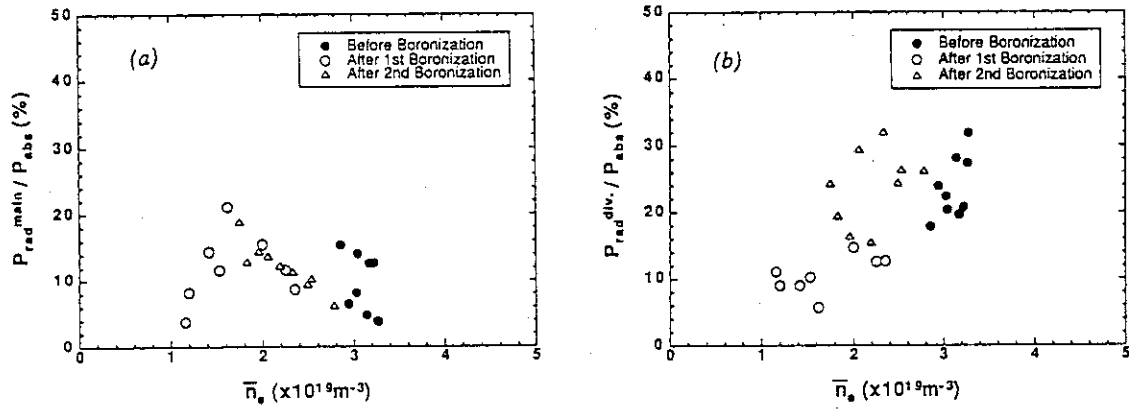 50
40
30
20
10
0
P_rad^main / P_abs (%)
(a)
Before Boronization
After 1st Boronization
After 2nd Boronization
0 1 2 3 4 5
n̅_e (x10^19 m^-3)
50
40
30
20
10
0
P_rad^div. / P_abs (%)
(b)
Before Boronization
After 1st Boronization
After 2nd Boronization
0 1 2 3 4 5
n̅_e (x10^19 m^-3)